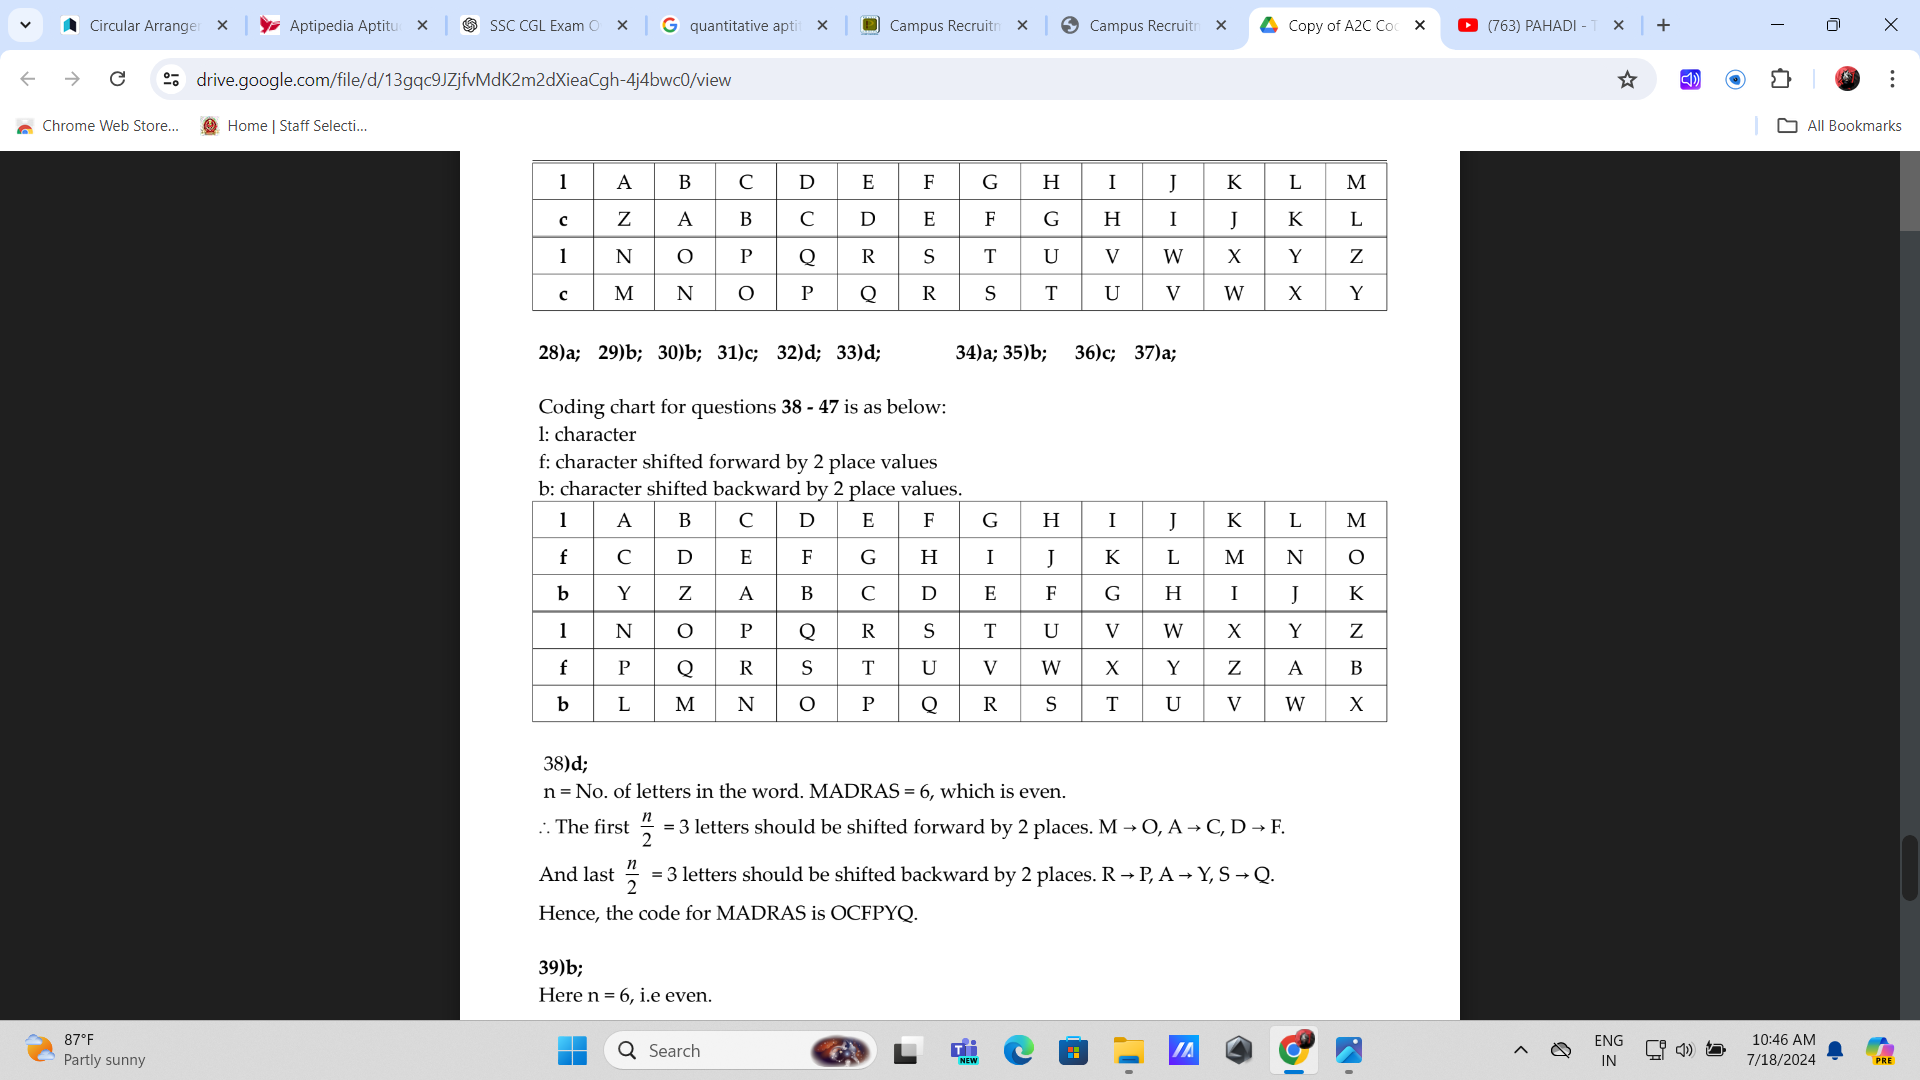 Circular Arranger
Aptipedia Aptitu
SSC CGL Exam O
quantitative apti
Campus Recruitn
Campus Recruitn
Copy of A2C Coc
(763) PAHADI - T
drive.google.com/file/d/13gqc9JZjfvMdK2m2dXieaCgh-4j4bwc0/view
Chrome Web Store...
Home | Staff Selecti...
All Bookmarks
l A B C D E F G H I J K L M
c Z A B C D E F G H I J K L
l N O P Q R S T U V W X Y Z
c M N O P Q R S T U V W X Y
28)a; 29)b; 30)b; 31)c; 32)d; 33)d; 34)a; 35)b; 36)c; 37)a;
Coding chart for questions 38 - 47 is as below:
l: character
f: character shifted forward by 2 place values
b: character shifted backward by 2 place values.
l A B C D E F G H I J K L M
f C D E F G H I J K L M N O
b Y Z A B C D E F G H I J K
l N O P Q R S T U V W X Y Z
f P Q R S T U V W X Y Z A B
b L M N O P Q R S T U V W X
38)d;
n = No. of letters in the word. MADRAS = 6, which is even.
∴ The first n/2 = 3 letters should be shifted forward by 2 places. M → O, A → C, D → F.
And last n/2 = 3 letters should be shifted backward by 2 places. R → P, A → Y, S → Q.
Hence, the code for MADRAS is OCFPYQ.
39)b;
Here n = 6, i.e even.
87°F
Partly sunny
Search
NEW
ENG
IN
10:46 AM
7/18/2024
PRE